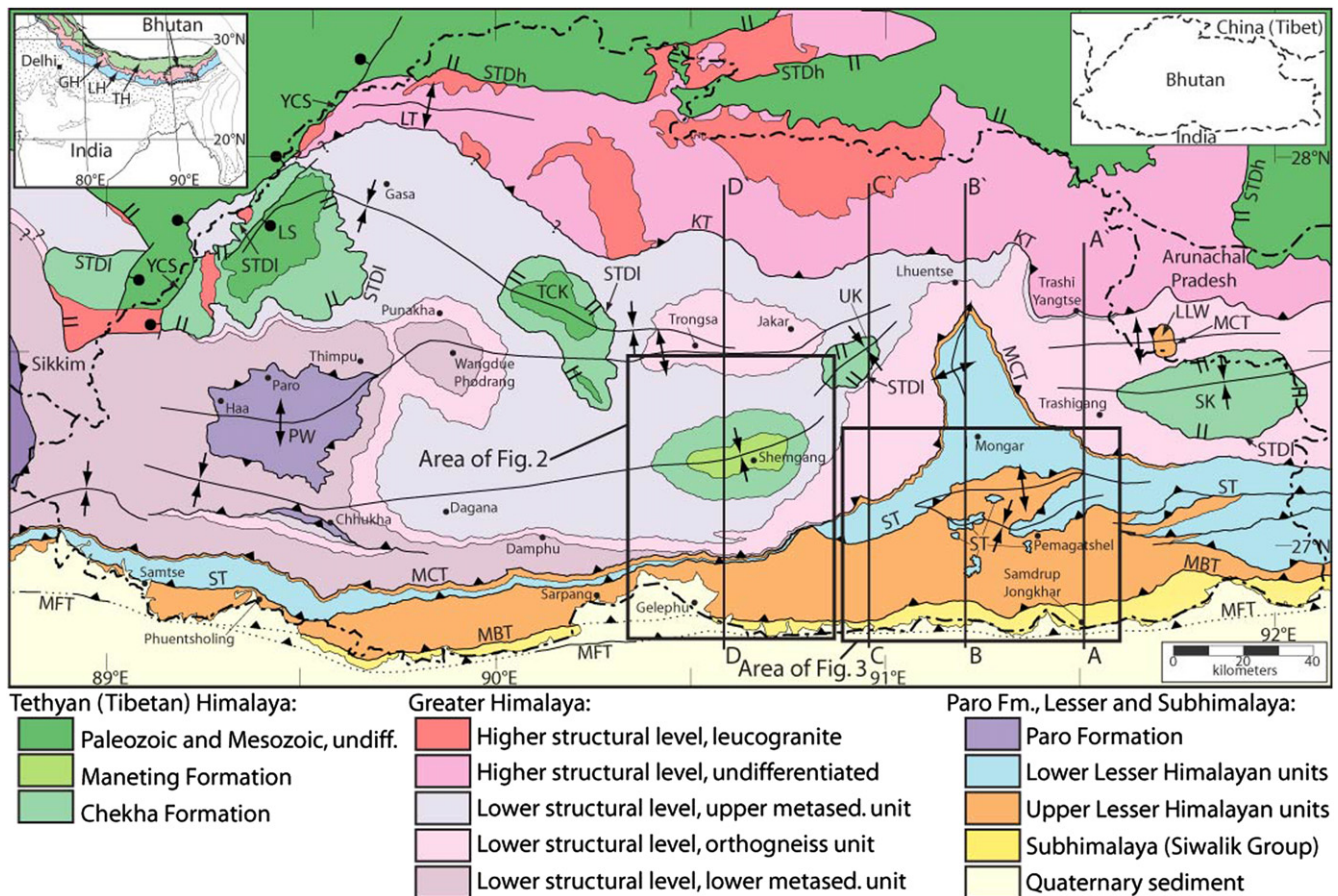 Bhutan
30°N
Delhi
GH
LH
TH
20°N
India
80°E
90°E
China (Tibet)
Bhutan
India
STDh
STDh
YCS
LT
28°N
STDh
Gasa
D`
C`
B`
KT
?
?
LS
STDl
YCS
STDl
STDl
KT
A`
? ?
Arunachal
Pradesh
Lhuentse
Trashi
Yangtse
TCK
STDl
UK
LLW
MCT
Punakha
Trongsa
Jakar
Sikkim
Thimpu
Wangdue
Phodrang
MCT
STDl
Paro
Haa
PW
Trashigang
SK
STDl
Area of Fig. 2
Shemgang
Mongar
Dagana
Chhukha
ST
ST
ST
Pemagatshel
27°N
Damphu
MCT
Samtse
ST
Sarpang
Gelephu
Samdrup
Jongkhar
MBT
MFT
MFT
Phuentsholing
MBT
MFT
92°E
89°E
90°E
D
Area of Fig. 3
C
91°E
B
A
0 20 40
kilometers
Tethyan (Tibetan) Himalaya:
Paleozoic and Mesozoic, undiff.
Maneting Formation
Chekha Formation
Greater Himalaya:
Higher structural level, leucogranite
Higher structural level, undifferentiated
Lower structural level, upper metased. unit
Lower structural level, orthogneiss unit
Lower structural level, lower metased. unit
Paro Fm., Lesser and Subhimalaya:
Paro Formation
Lower Lesser Himalayan units
Upper Lesser Himalayan units
Subhimalaya (Siwalik Group)
Quaternary sediment